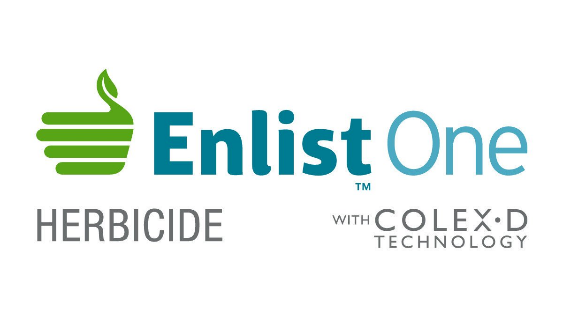 Enlist One
™
HERBICIDE
WITH COLEX·D
TECHNOLOGY